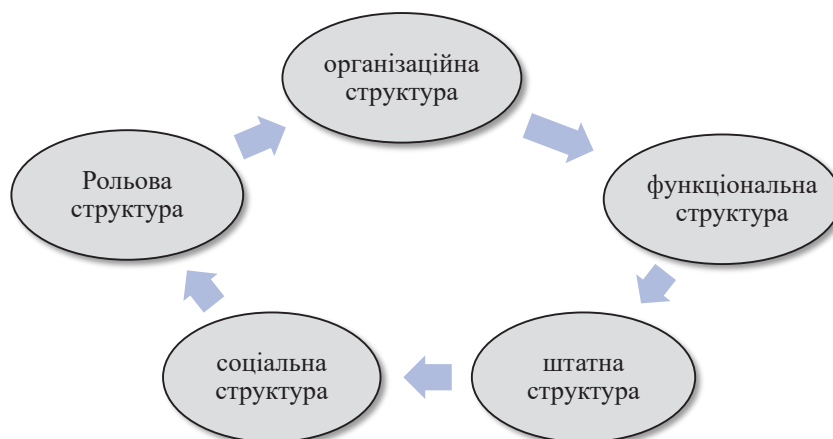 організаційна
структура
функціональна
структура
штатна
структура
соціальна
структура
Рольова
структура